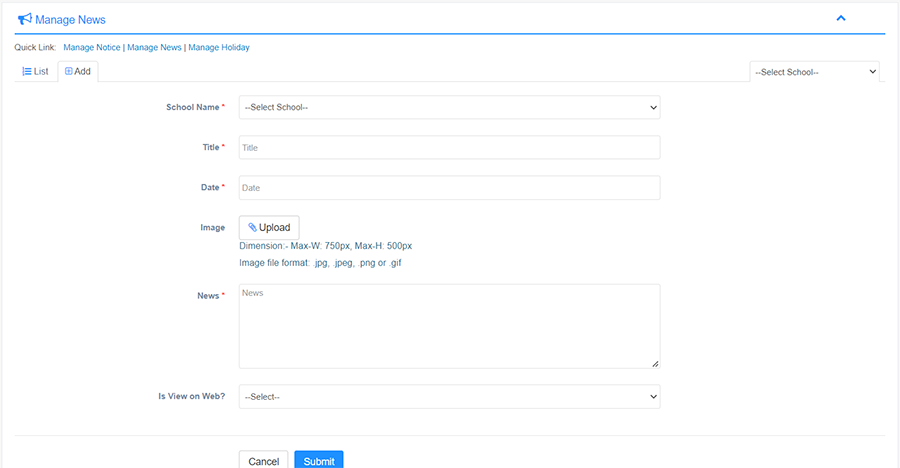 Manage News
Quick Link: Manage Notice | Manage News | Manage Holiday
List Add --Select School--
School Name * --Select School--
Title * Title
Date * Date
Image Upload
Dimension:- Max-W: 750px, Max-H: 500px
Image file format: .jpg, .jpeg, .png or .gif
News * News
Is View on Web? --Select--
Cancel Submit